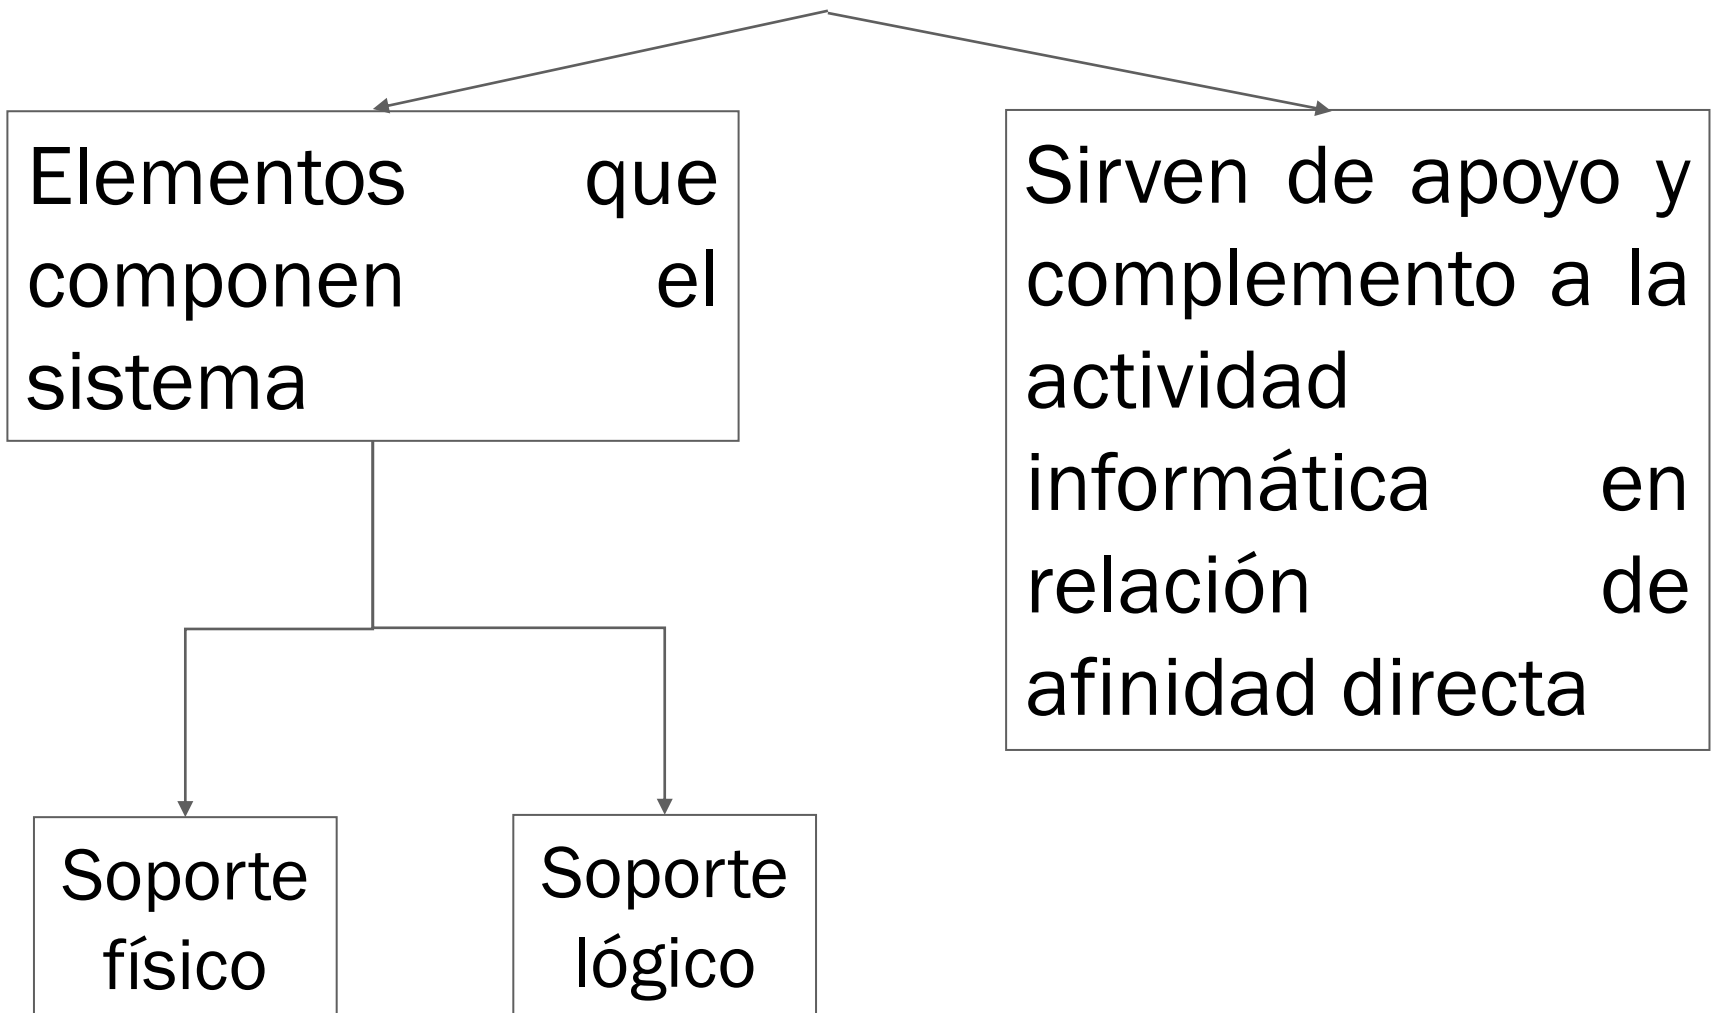 Elementos que
componen el
sistema
Sirven de apoyo y
complemento a la
actividad
informática en
relación de
afinidad directa
Soporte
físico
Soporte
lógico